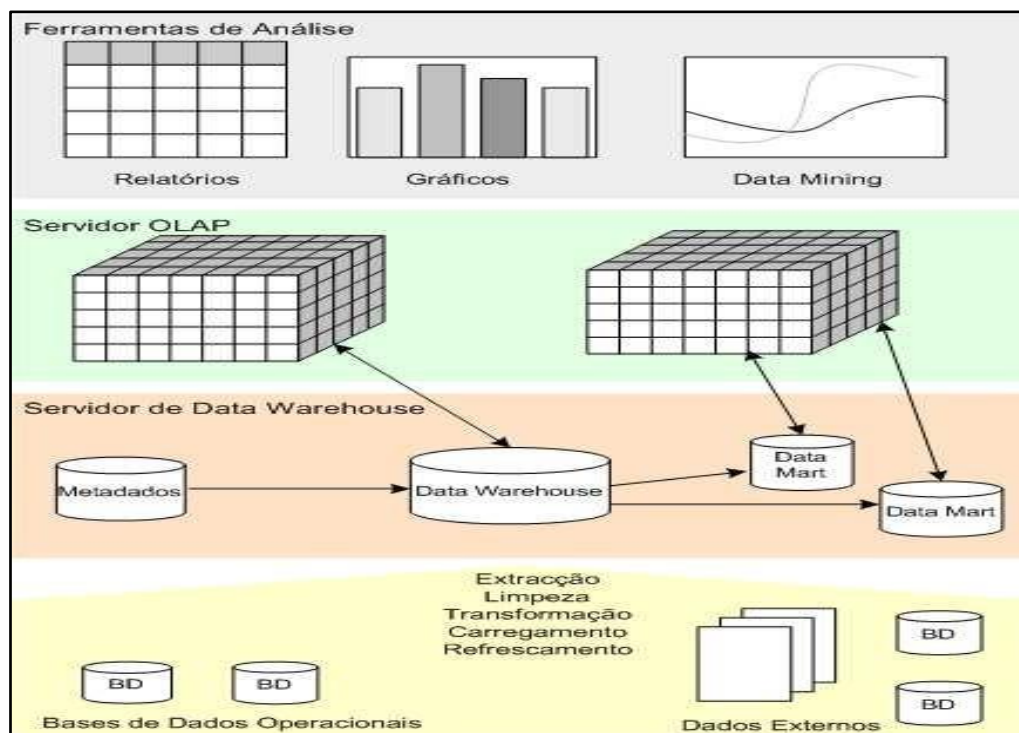 Ferramentas de Análise
Relatórios
Gráficos
Data Mining
Servidor OLAP
Servidor de Data Warehouse
Metadados
Data Warehouse
Data
Mart
Data Mart
Extracção
Limpeza
Transformação
Carregamento
Refrescamento
BD
BD
Bases de Dados Operacionais
BD
BD
Dados Externos